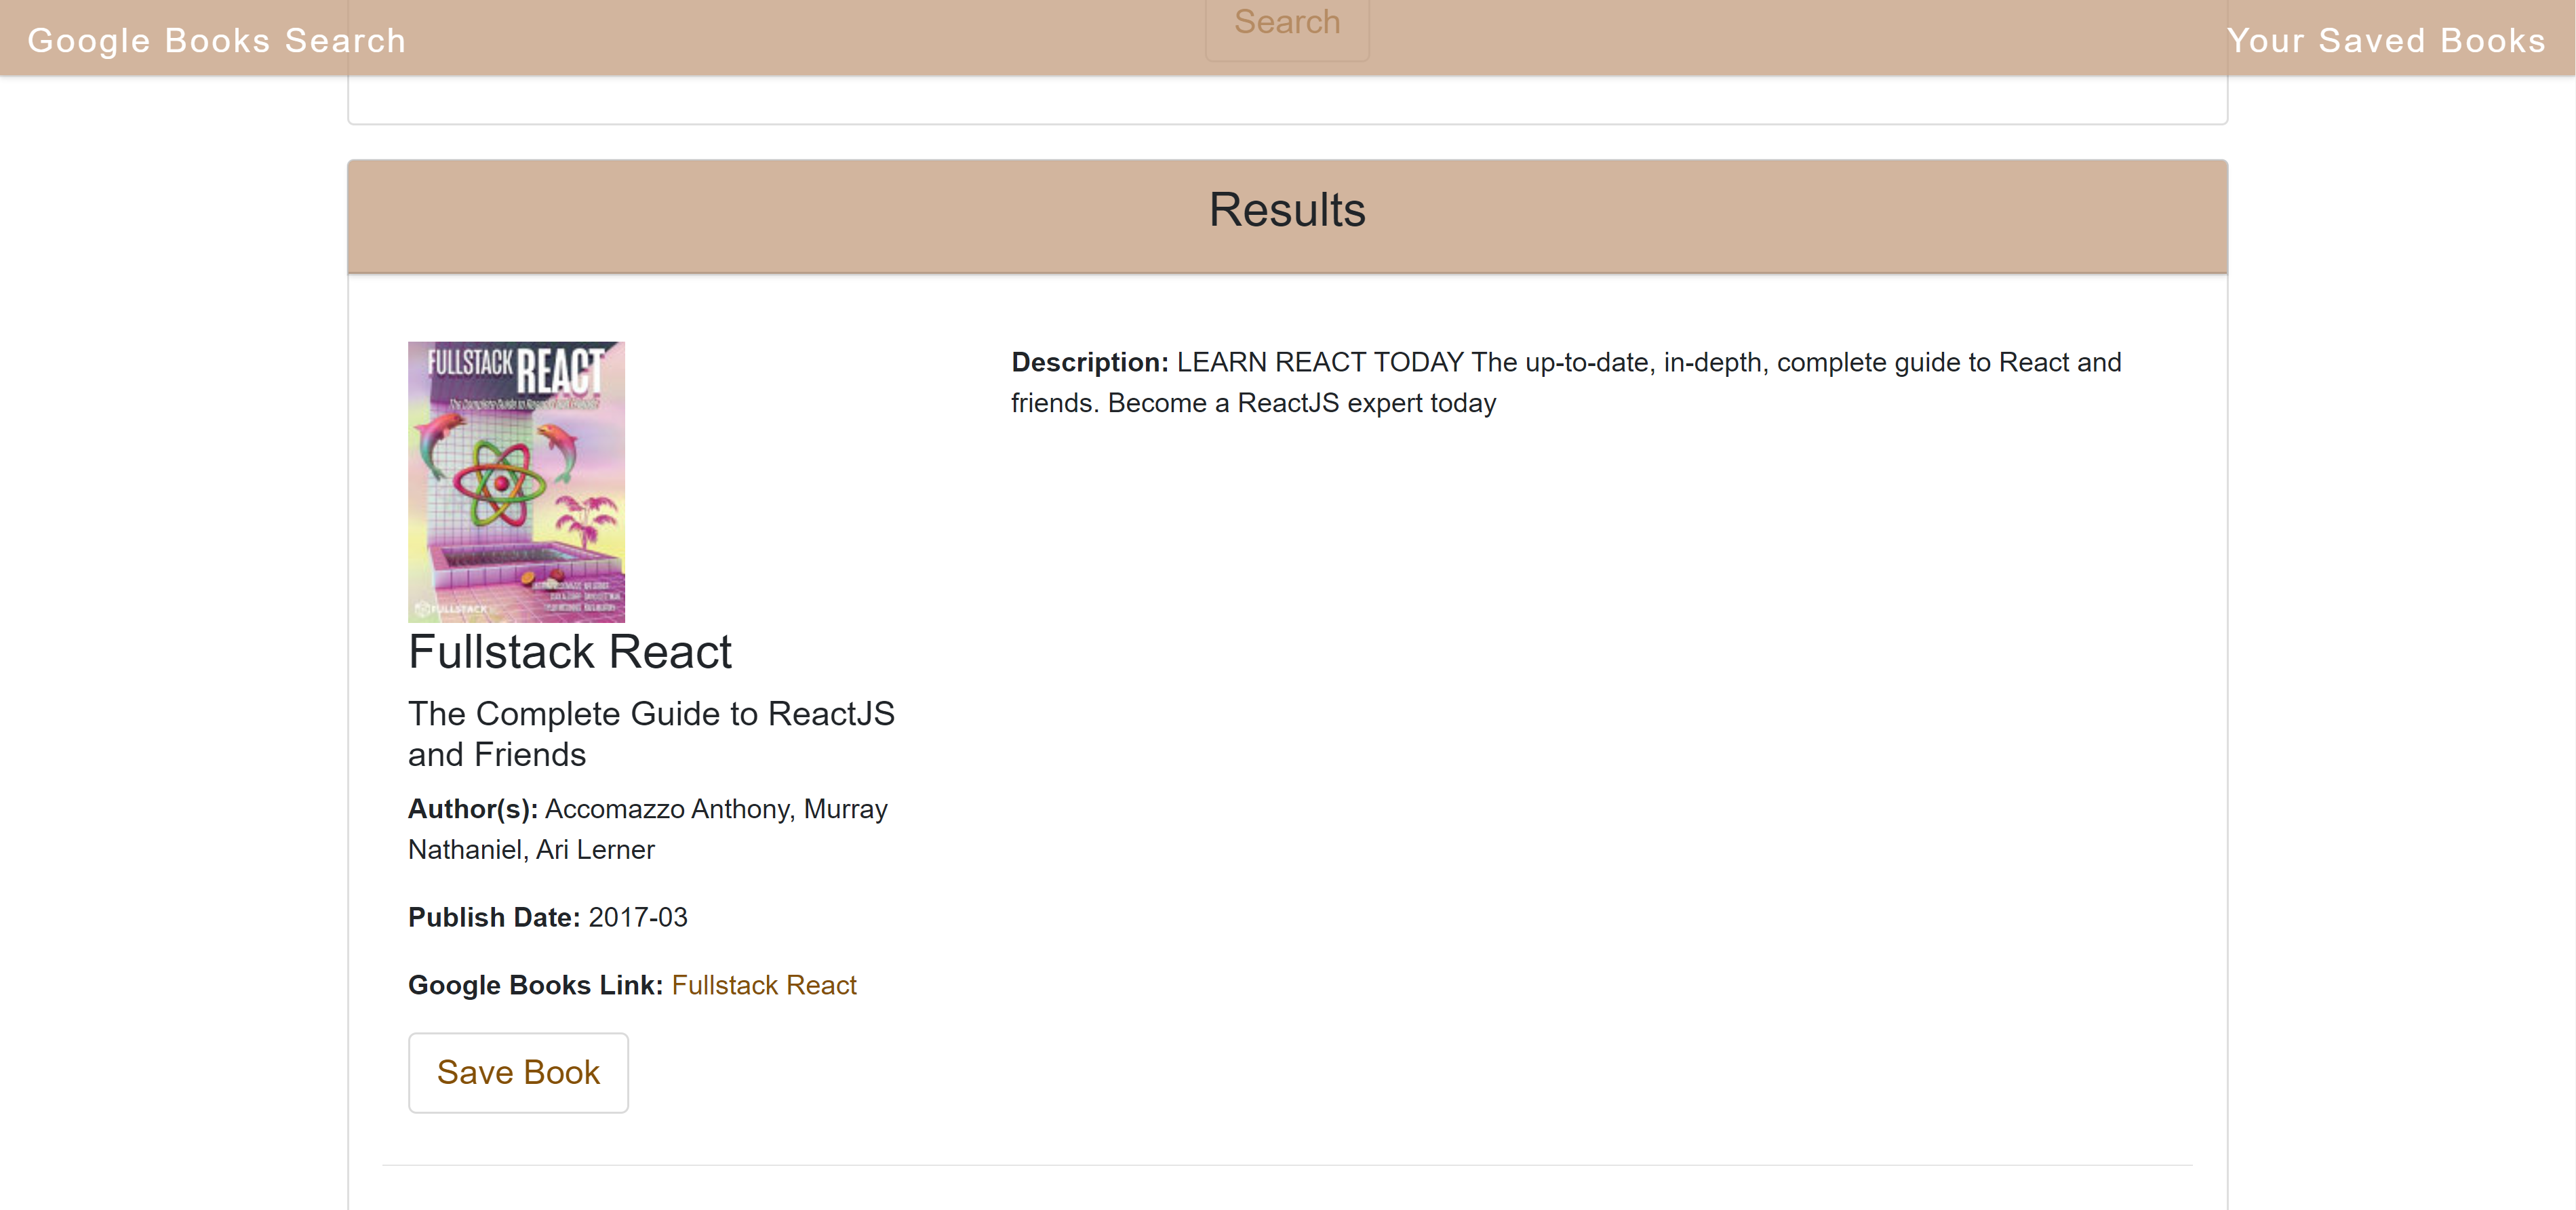 Search
Google Books Search
Your Saved Books
Results
FULLSTACK REACT
FULLSTACK
Description: LEARN REACT TODAY The up-to-date, in-depth, complete guide to React and
friends. Become a ReactJS expert today
Fullstack React
The Complete Guide to ReactJS
and Friends
Author(s): Accomazzo Anthony, Murray
Nathaniel, Ari Lerner
Publish Date: 2017-03
Google Books Link: Fullstack React
Save Book